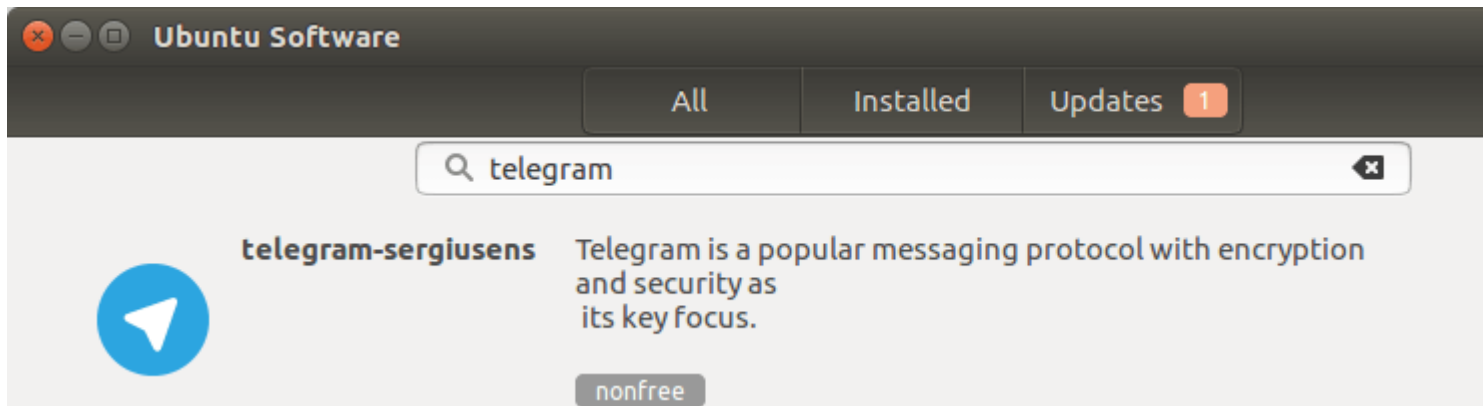 Ubuntu Software
All Installed Updates 1
telegram
telegram-sergiusens Telegram is a popular messaging protocol with encryption
and security as
its key focus.
nonfree